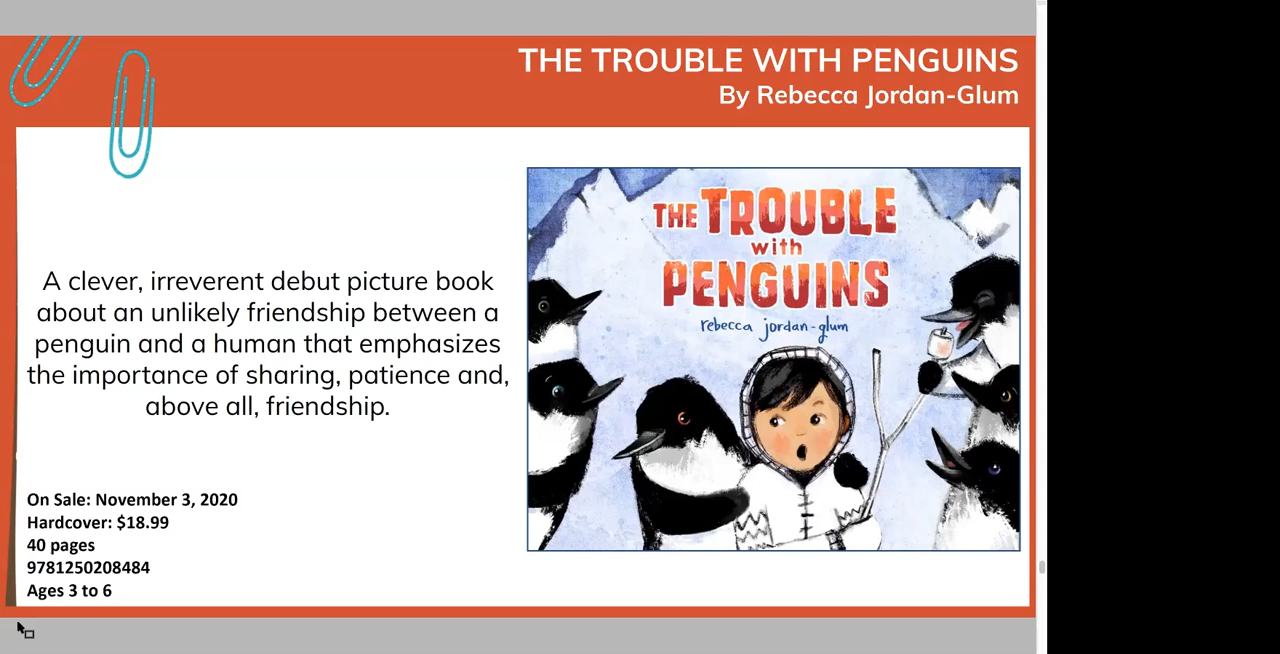 THE TROUBLE WITH PENGUINS
By Rebecca Jordan-Glum
A clever, irreverent debut picture book
about an unlikely friendship between a
penguin and a human that emphasizes
the importance of sharing, patience and,
above all, friendship.
On Sale: November 3, 2020
Hardcover: $18.99
40 pages
9781250208484
Ages 3 to 6
THE TROUBLE
with
PENGUINS
rebecca jordan-glum